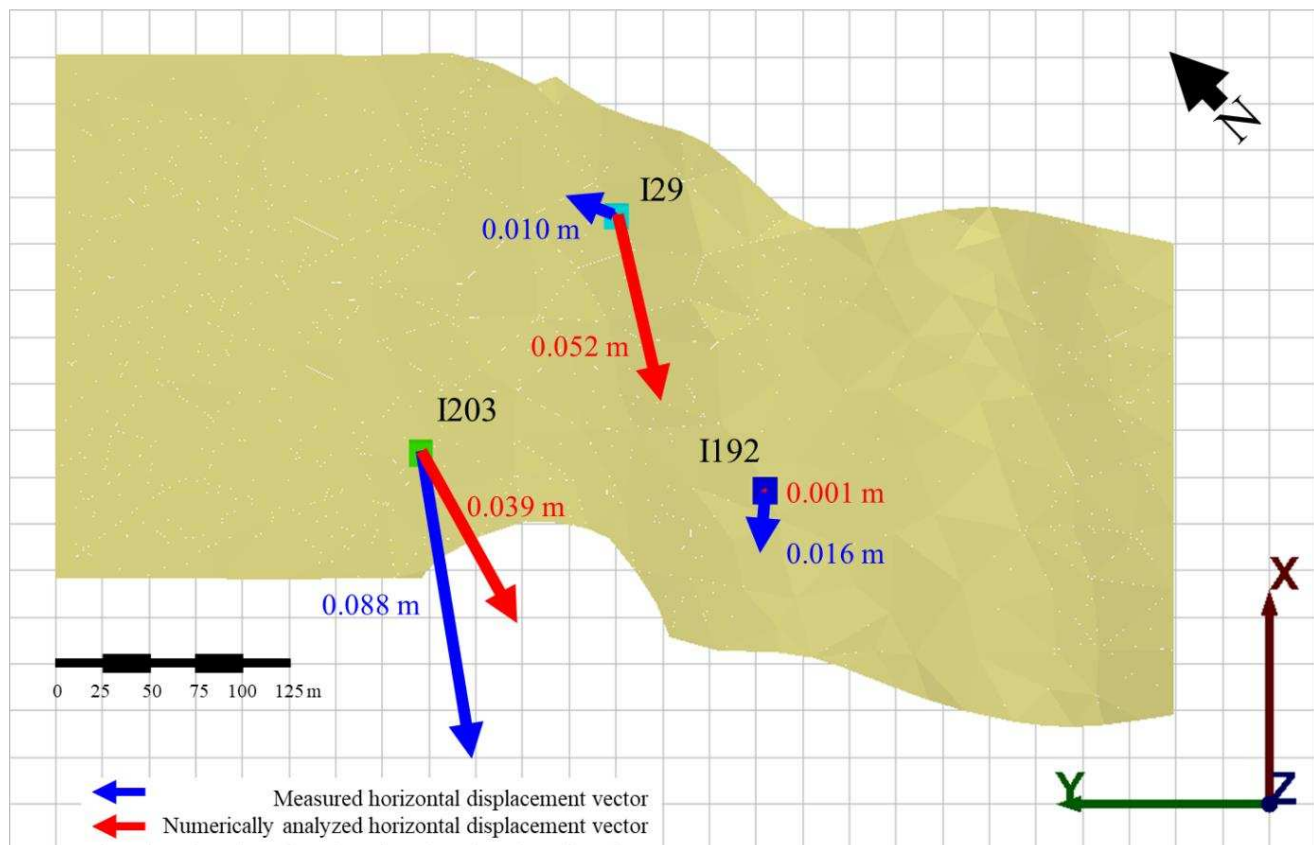 N
I29
0.010 m
0.052 m
I203
I192
0.039 m
0.001 m
0.016 m
0.088 m
X
0 25 50 75 100 125 m
Y
Z
Measured horizontal displacement vector
Numerically analyzed horizontal displacement vector